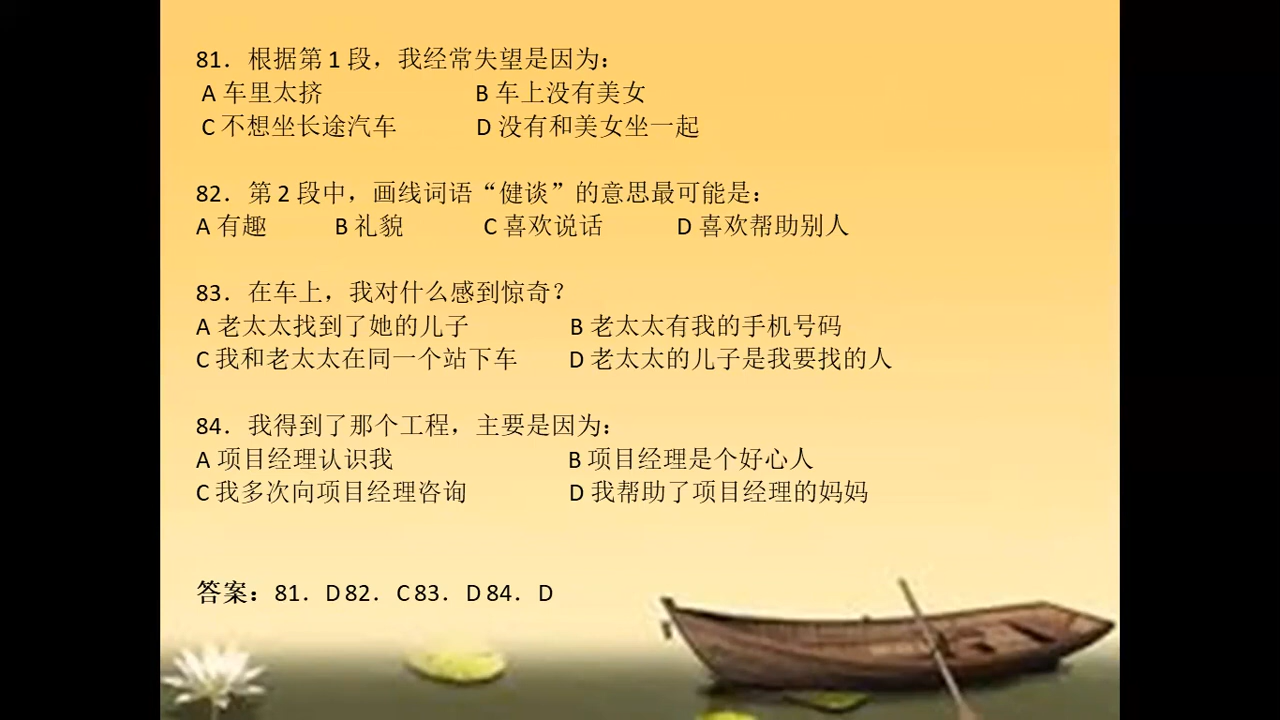 81. 根据第 1 段，我经常失望是因为：
A 车里太挤 B 车上没有美女
C 不想坐长途汽车 D 没有和美女坐一起
82. 第 2 段中，画线词语“健谈”的意思最可能是：
A 有趣 B 礼貌 C 喜欢说话 D 喜欢帮助别人
83. 在车上，我对什么感到惊奇？
A 老太太找到了她的儿子 B 老太太有我的手机号码
C 我和老太太在同一个站下车 D 老太太的儿子是我要找的人
84. 我得到了那个工程，主要是因为：
A 项目经理认识我 B 项目经理是个好心人
C 我多次向项目经理咨询 D 我帮助了项目经理的妈妈
答案：81. D 82. C 83. D 84. D